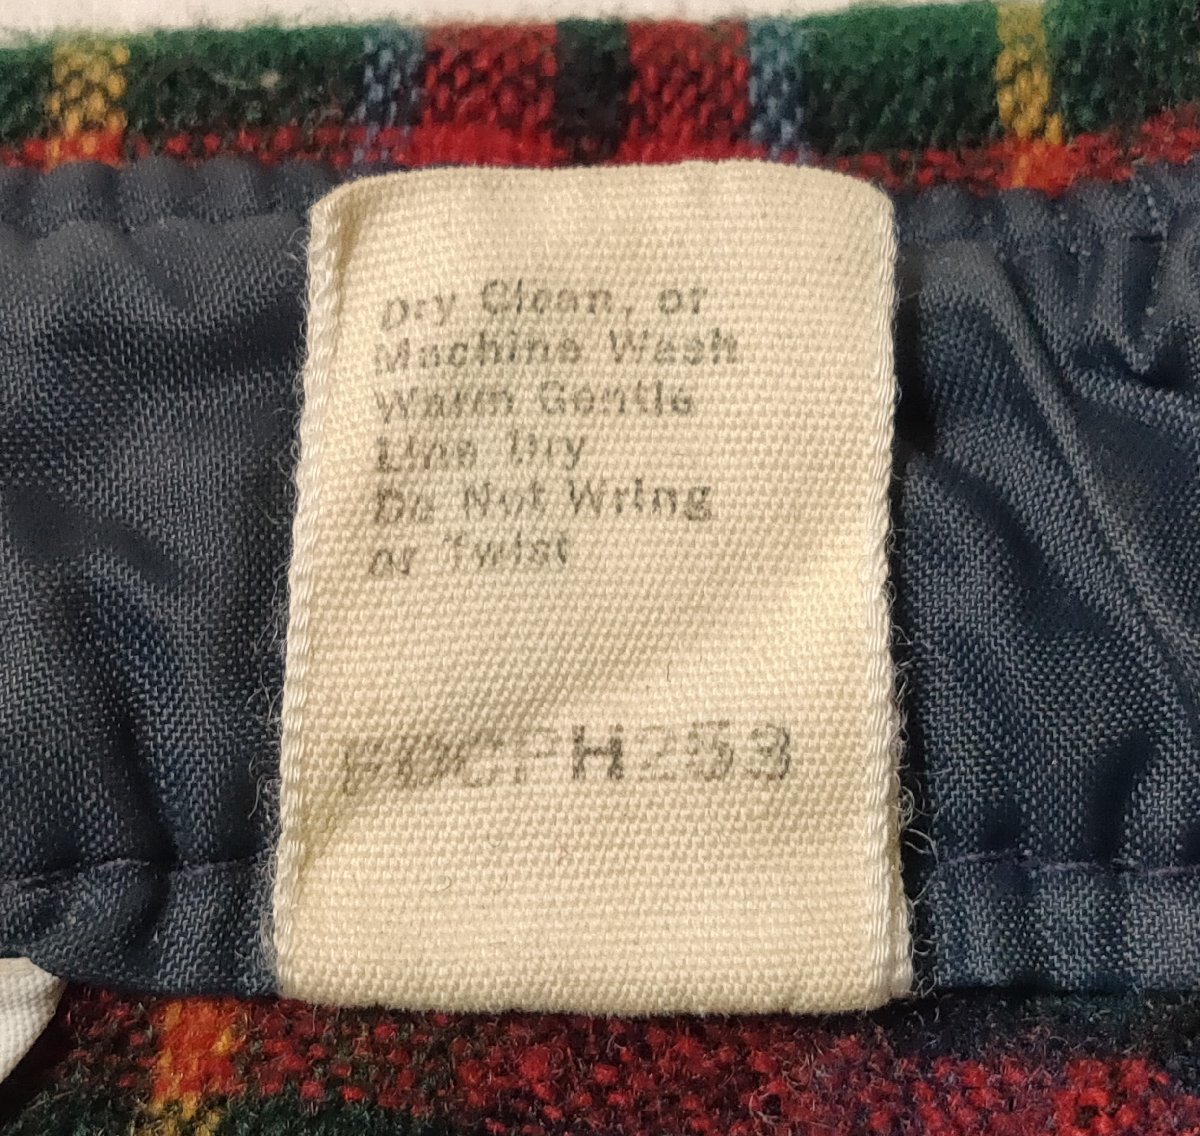 Dry Clean, or
Machine Wash
Warm Gentle
Line Dry
Do Not Wring
or Twist